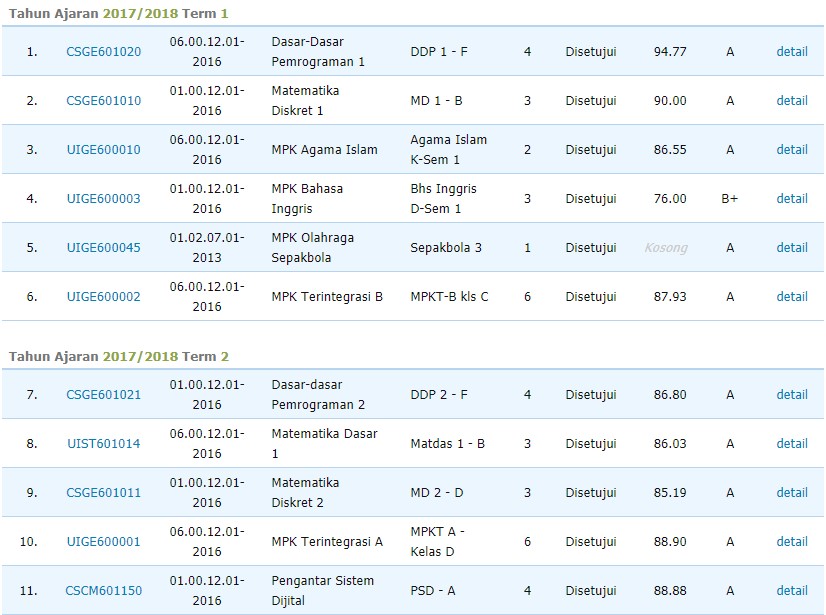 Tahun Ajaran 2017/2018 Term 1
1. CSGE601020 06.00.12.01-2016 Dasar-Dasar Pemrograman 1 DDP 1 - F 4 Disetujui 94.77 A detail
2. CSGE601010 01.00.12.01-2016 Matematika Diskret 1 MD 1 - B 3 Disetujui 90.00 A detail
3. UIGE600010 06.00.12.01-2016 MPK Agama Islam Agama Islam K-Sem 1 2 Disetujui 86.55 A detail
4. UIGE600003 01.00.12.01-2016 MPK Bahasa Inggris Bhs Inggris D-Sem 1 3 Disetujui 76.00 B+ detail
5. UIGE600045 01.02.07.01-2013 MPK Olahraga Sepakbola Sepakbola 3 1 Disetujui Kosong A detail
6. UIGE600002 06.00.12.01-2016 MPK Terintegrasi B MPKT-B kls C 6 Disetujui 87.93 A detail
Tahun Ajaran 2017/2018 Term 2
7. CSGE601021 01.00.12.01-2016 Dasar-dasar Pemrograman 2 DDP 2 - F 4 Disetujui 86.80 A detail
8. UIST601014 06.00.12.01-2016 Matematika Dasar 1 Matdas 1 - B 3 Disetujui 86.03 A detail
9. CSGE601011 01.00.12.01-2016 Matematika Diskret 2 MD 2 - D 3 Disetujui 85.19 A detail
10. UIGE600001 06.00.12.01-2016 MPK Terintegrasi A MPKT A - Kelas D 6 Disetujui 88.90 A detail
11. CSCM601150 01.00.12.01-2016 Pengantar Sistem Dijital PSD - A 4 Disetujui 88.88 A detail